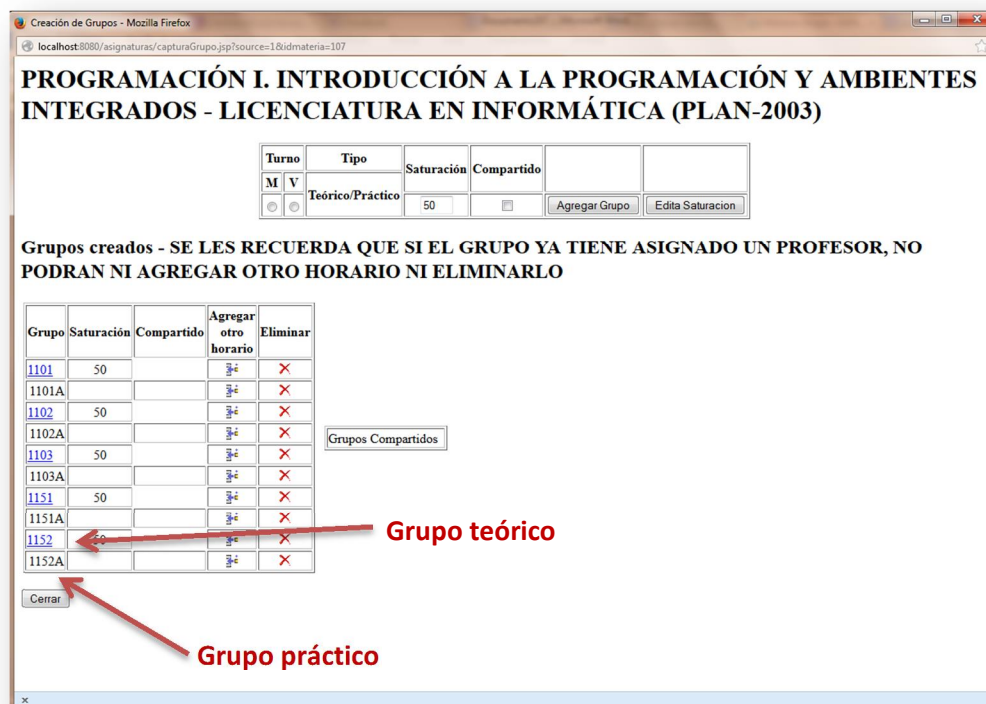 Creación de Grupos - Mozilla Firefox
localhost:8080/asignaturas/capturaGrupo.jsp?source=1&idmateria=107
PROGRAMACIÓN I. INTRODUCCIÓN A LA PROGRAMACIÓN Y AMBIENTES
INTEGRADOS - LICENCIATURA EN INFORMÁTICA (PLAN-2003)
Turno Tipo Saturación Compartido
M V Teórico/Práctico
50 Agregar Grupo Edita Saturacion
Grupos creados - SE LES RECUERDA QUE SI EL GRUPO YA TIENE ASIGNADO UN PROFESOR, NO
PODRAN NI AGREGAR OTRO HORARIO NI ELIMINARLO
Grupo Saturación Compartido Agregar otro horario Eliminar
1101 50
1101A
1102 50
1102A
Grupos Compartidos
1103 50
1103A
1151 50
1151A
Grupo teórico
1152 50
1152A
Cerrar
Grupo práctico